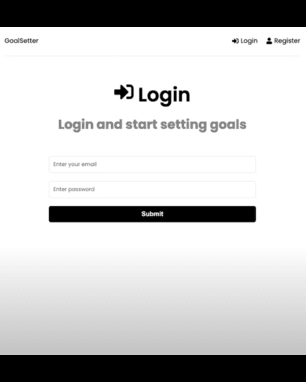 GoalSetter
Login
Register
Login
Login and start setting goals
Enter your email
Enter password
Submit